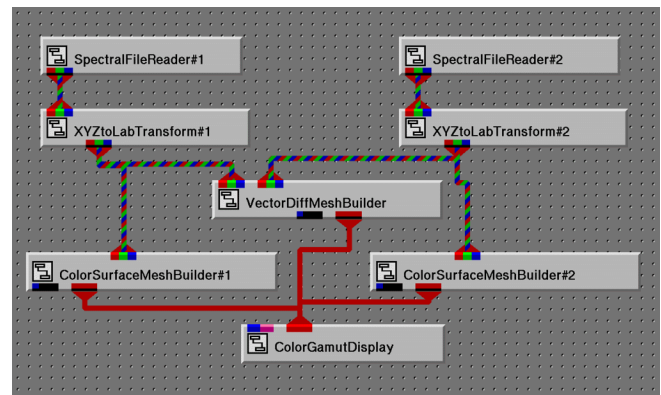 SpectralFileReader#1
SpectralFileReader#2
XYZtoLabTransform#1
XYZtoLabTransform#2
VectorDiffMeshBuilder
ColorSurfaceMeshBuilder#1
ColorSurfaceMeshBuilder#2
ColorGamutDisplay